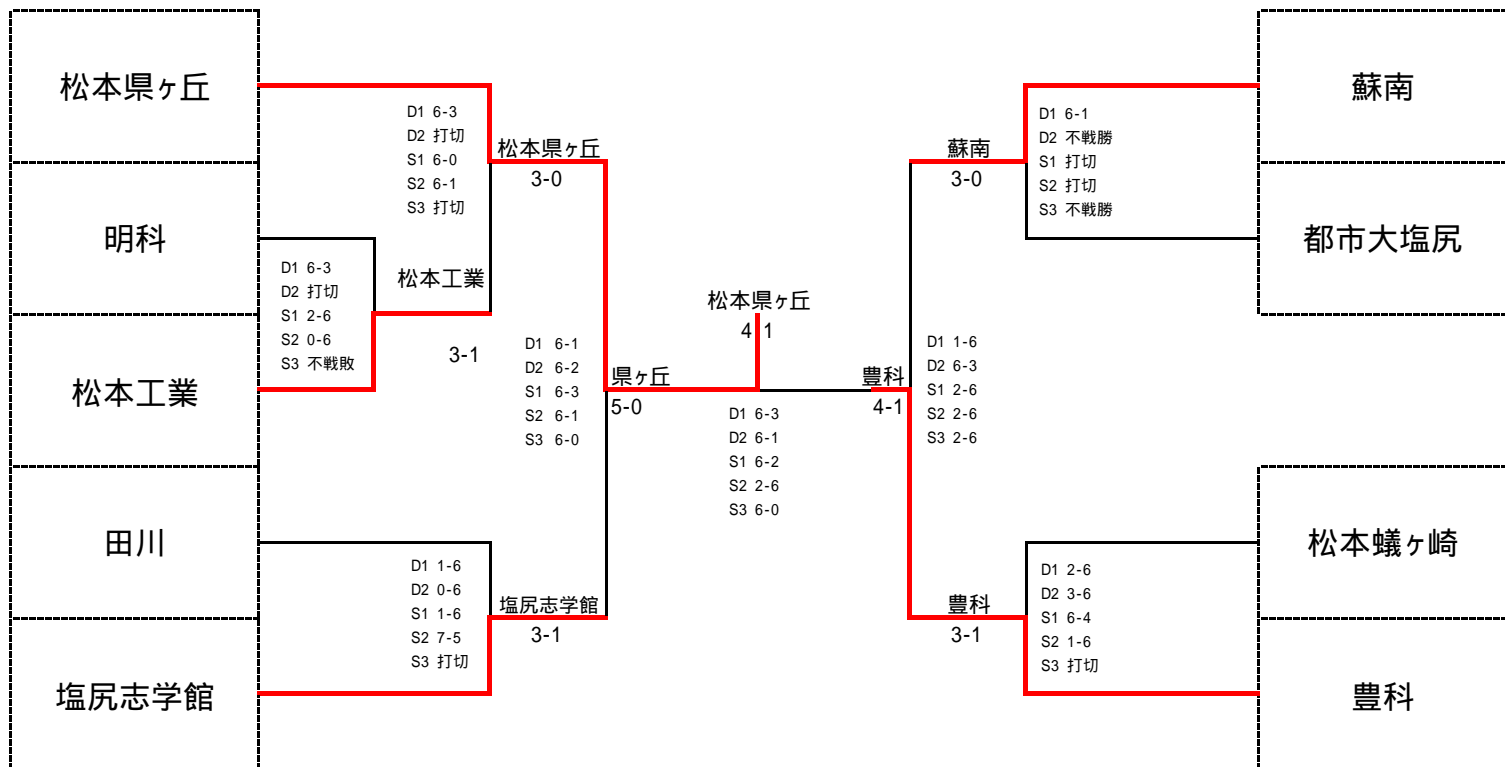 松本県ヶ丘
明科
松本工業
田川
塩尻志学館
D1 6-3
D2 打切
S1 6-0
S2 6-1
S3 打切
松本県ヶ丘
3-0
D1 6-3
D2 打切
S1 2-6
S2 0-6
S3 不戦敗
松本工業
3-1
D1 6-1
D2 6-2
S1 6-3
S2 6-1
S3 6-0
県ヶ丘
5-0
D1 1-6
D2 0-6
S1 1-6
S2 7-5
S3 打切
塩尻志学館
3-1
松本県ヶ丘
4 1
D1 6-3
D2 6-1
S1 6-2
S2 2-6
S3 6-0
豊科
4-1
D1 1-6
D2 6-3
S1 2-6
S2 2-6
S3 2-6
蘇南
3-0
D1 6-1
D2 不戦勝
S1 打切
S2 打切
S3 不戦勝
豊科
3-1
D1 2-6
D2 3-6
S1 6-4
S2 1-6
S3 打切
蘇南
都市大塩尻
松本蟻ヶ崎
豊科